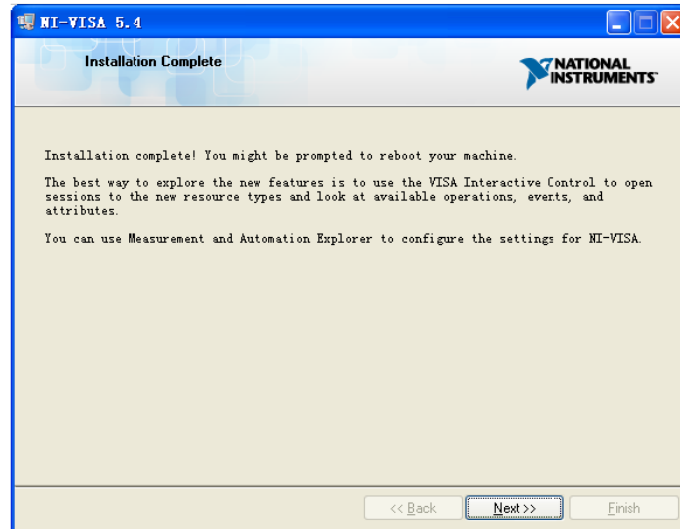 NI-VISA 5.4
Installation Complete
NATIONAL
INSTRUMENTS™
Installation complete! You might be prompted to reboot your machine.
The best way to explore the new features is to use the VISA Interactive Control to open
sessions to the new resource types and look at available operations, events, and
attributes.
You can use Measurement and Automation Explorer to configure the settings for NI-VISA.
<< Back
Next >>
Finish